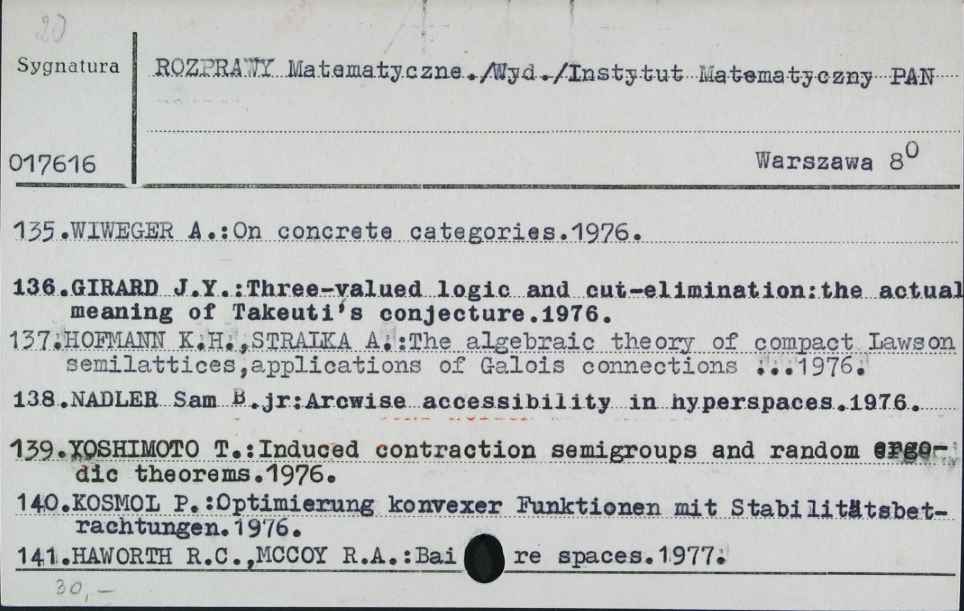 20
Sygnatura ROZPRAWY Matematyczne./Wyd./Instytut Matematyczny PAN
017616 Warszawa 8⁰
135.WIWEGER A.:On concrete categories.1976.
136.GIRARD J.Y.:Three-valued logic and cut-elimination:the actual
meaning of Takeuti's conjecture.1976.
137.HOFMANN K.H.,STRALKA A.:The algebraic theory of compact Lawson
semilattices,applications of Galois connections ...1976.
138.NADLER Sam B.jr:Arcwise accessibility in hyperspaces.1976.
139.YOSHIMOTO T.:Induced contraction semigroups and random ergo-
dic theorems.1976.
140.KOSMOL P.:Optimierung konvexer Funktionen mit Stabilitätsbet-
rachtungen.1976.
141.HAWORTH R.C.,MCCOY R.A.:Bai re spaces.1977.
30,-